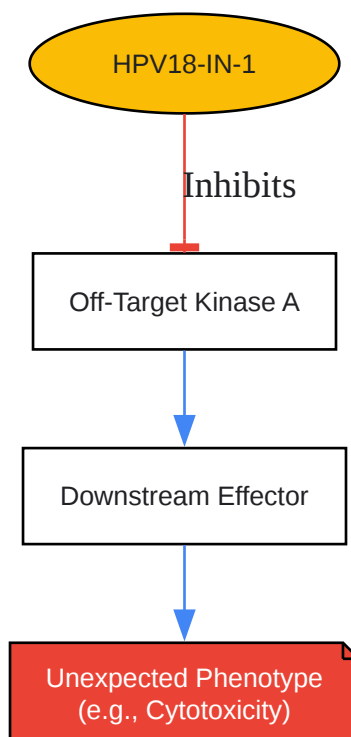 HPV18-IN-1
Inhibits
Off-Target Kinase A
Downstream Effector
Unexpected Phenotype
(e.g., Cytotoxicity)